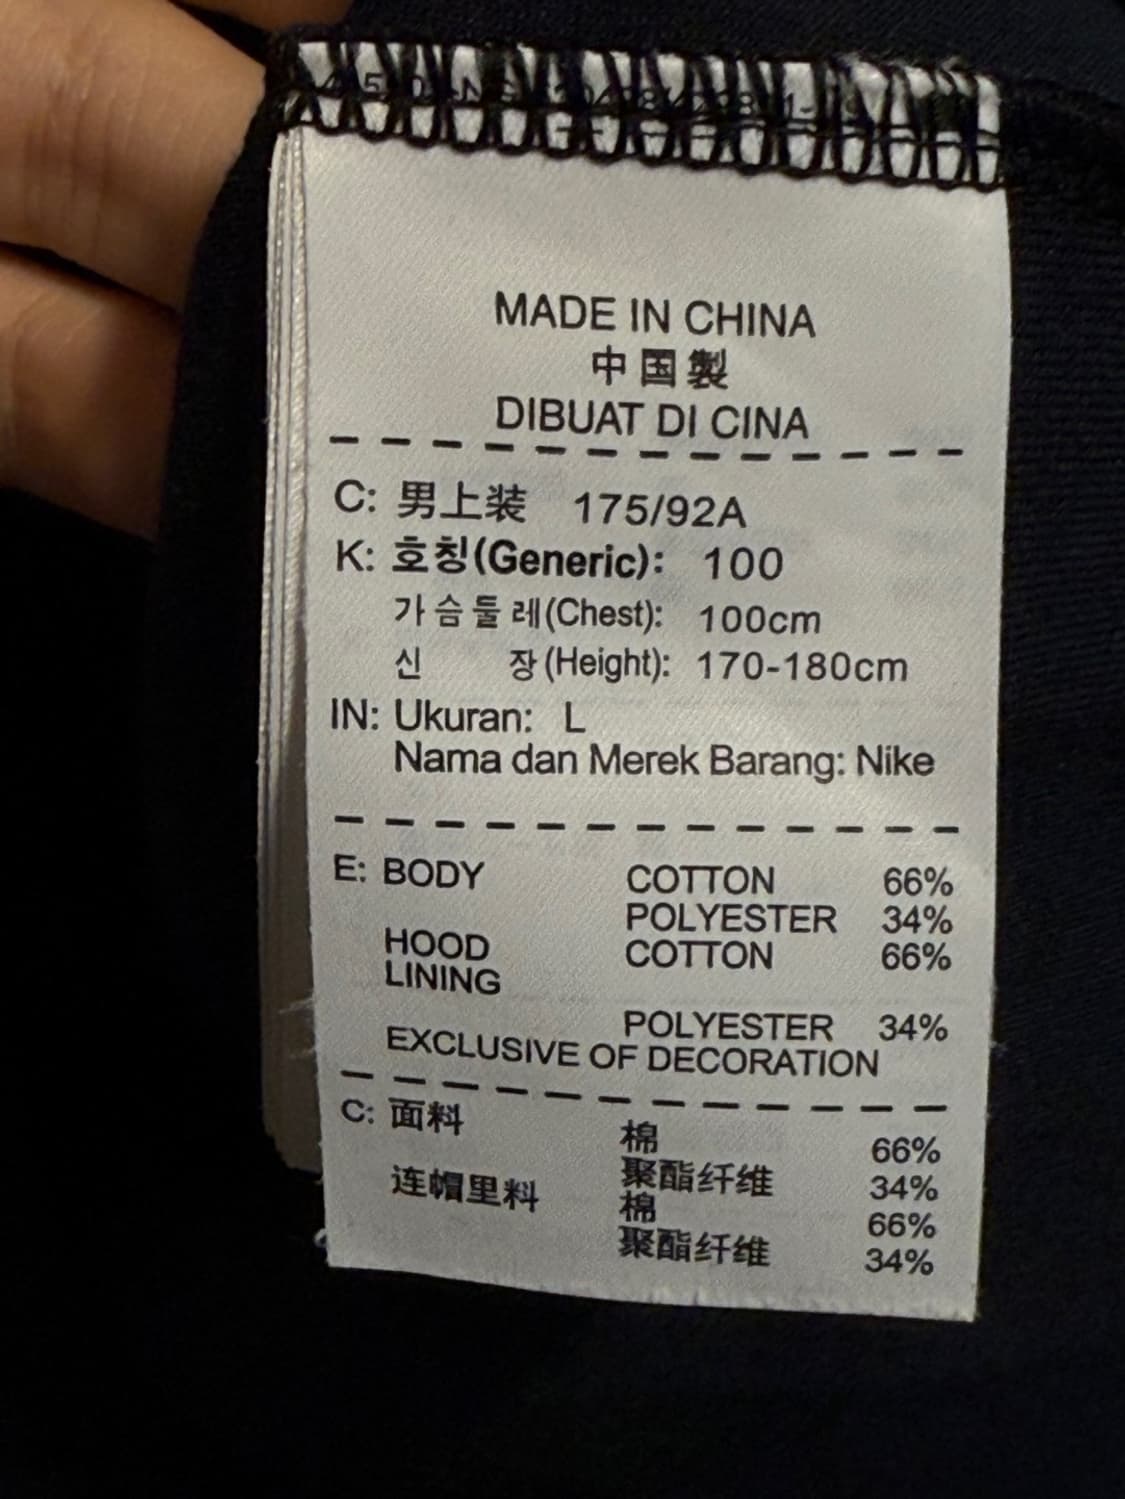 MADE IN CHINA
中国製
DIBUAT DI CINA
C: 男上装 175/92A
K: 호칭(Generic): 100
가슴둘레(Chest): 100cm
신 장(Height): 170-180cm
IN: Ukuran: L
Nama dan Merek Barang: Nike
E: BODY COTTON 66%
POLYESTER 34%
HOOD LINING COTTON 66%
POLYESTER 34%
EXCLUSIVE OF DECORATION
C: 面料 棉 66%
聚酯纤维 34%
连帽里料 棉 66%
聚酯纤维 34%